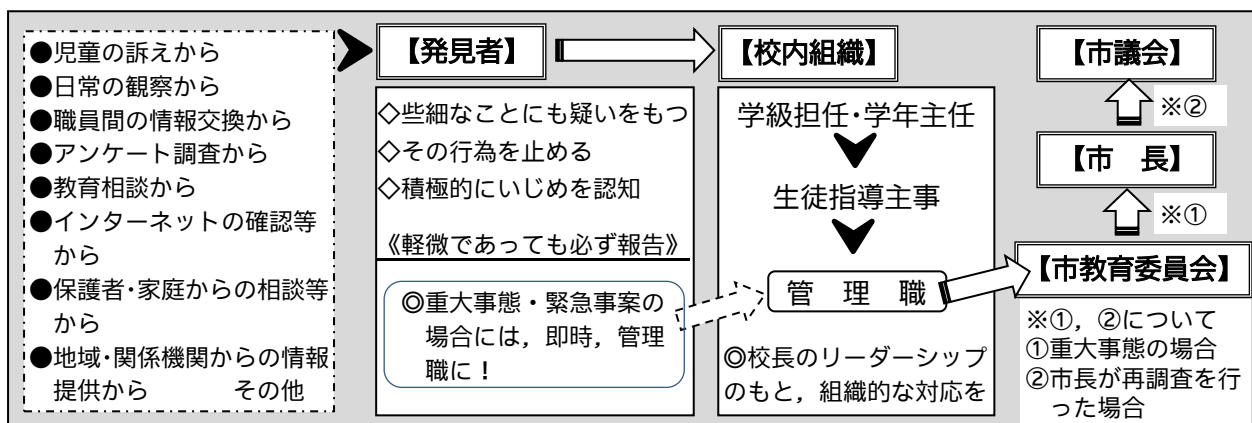 ●児童の訴えから
●日常の観察から
●職員間の情報交換から
●アンケート調査から
●教育相談から
●インターネットの確認等
から
●保護者・家庭からの相談等
から
●地域・関係機関からの情報
提供から　　　その他
【発見者】
◇些細なことにも疑いをもつ
◇その行為を止める
◇積極的にいじめを認知
《軽微であっても必ず報告》
◎重大事態・緊急事案の
場合には，即時，管理
職に！
【校内組織】
学級担任・学年主任
生徒指導主事
管　理　職
◎校長のリーダーシップ
のもと，組織的な対応を
【市議会】
※②
【市　長】
※①
【市教育委員会】
※①，②について
①重大事態の場合
②市長が再調査を行
った場合